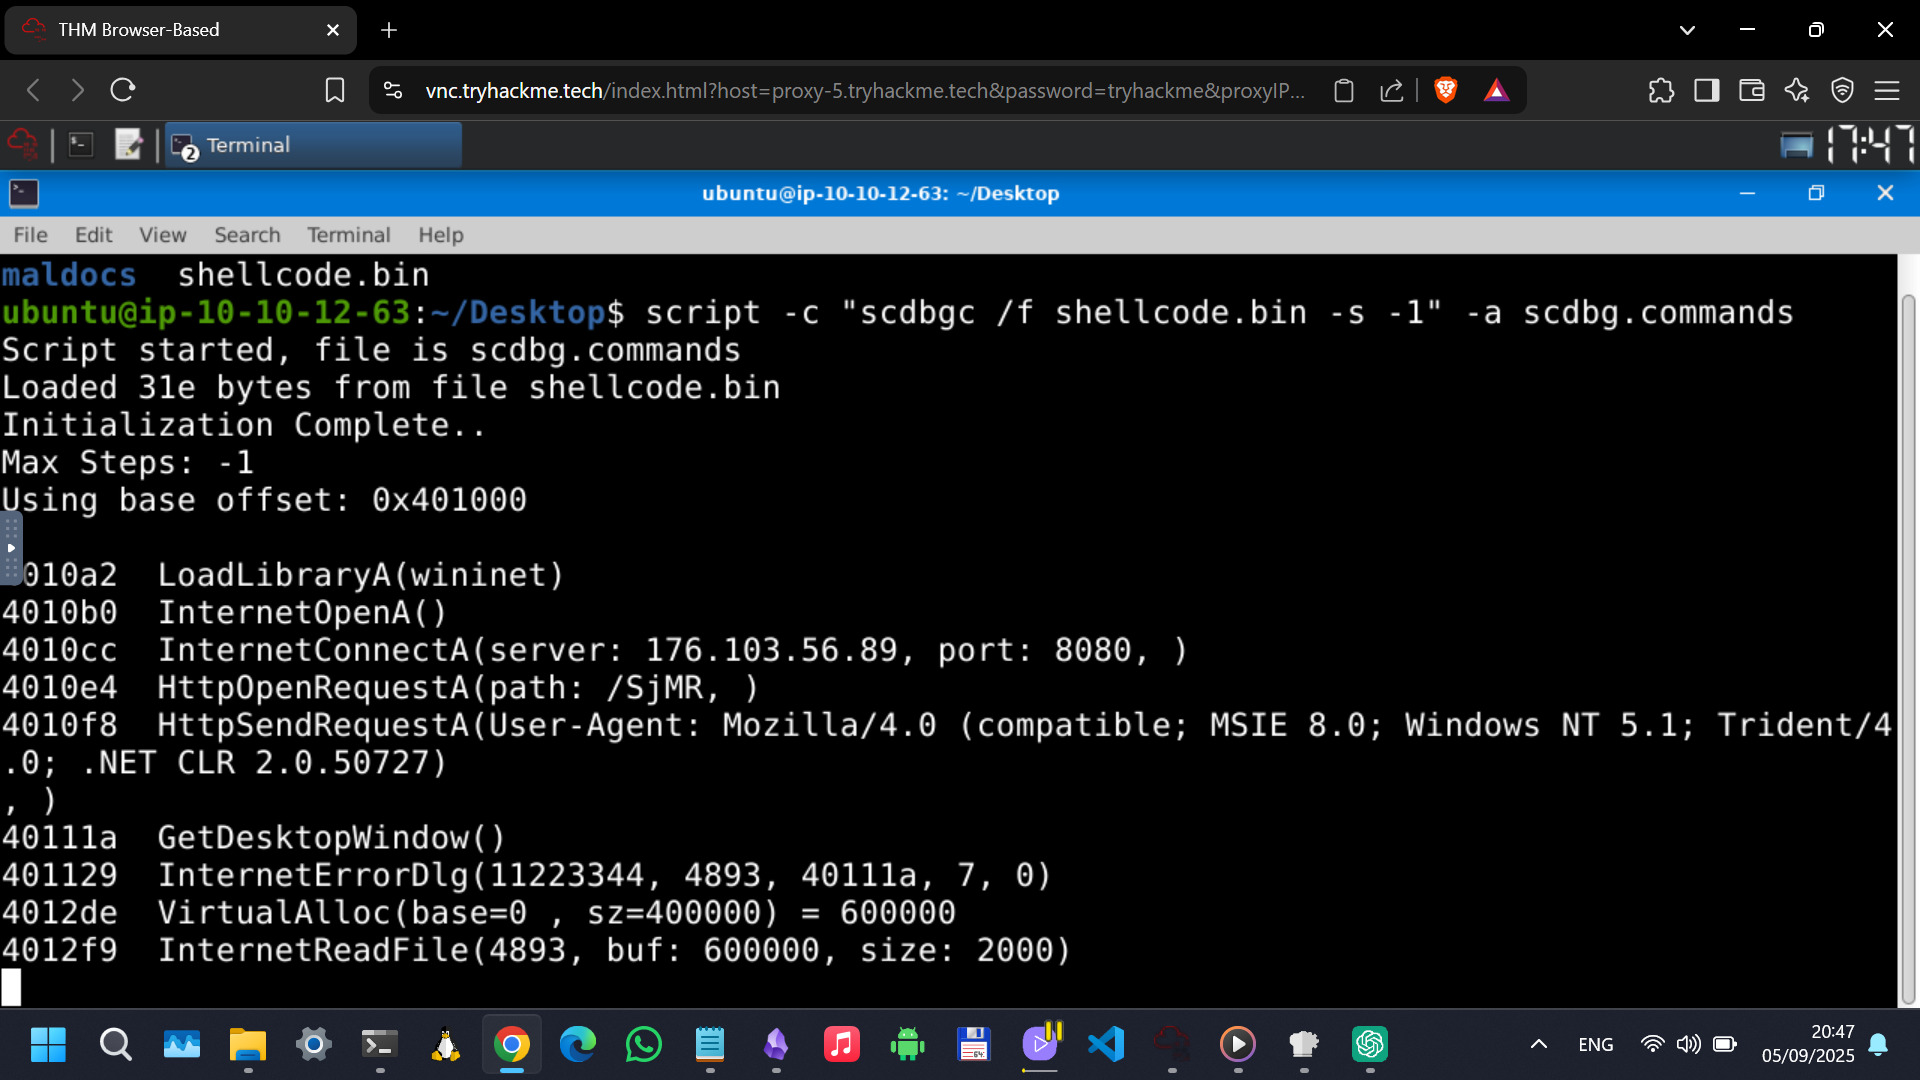 THM Browser-Based
vnc.tryhackme.tech/index.html?host=proxy-5.tryhackme.tech&password=tryhackme&proxyIP...
2 Terminal
17:47
ubuntu@ip-10-10-12-63: ~/Desktop
File Edit View Search Terminal Help
maldocs shellcode.bin
ubuntu@ip-10-10-12-63:~/Desktop$ script -c "scdbgc /f shellcode.bin -s -1" -a scdbg.commands
Script started, file is scdbg.commands
Loaded 31e bytes from file shellcode.bin
Initialization Complete..
Max Steps: -1
Using base offset: 0x401000
010a2 LoadLibraryA(wininet)
4010b0 InternetOpenA()
4010cc InternetConnectA(server: 176.103.56.89, port: 8080, )
4010e4 HttpOpenRequestA(path: /SjMR, )
4010f8 HttpSendRequestA(User-Agent: Mozilla/4.0 (compatible; MSIE 8.0; Windows NT 5.1; Trident/4
.0; .NET CLR 2.0.50727)
, )
40111a GetDesktopWindow()
401129 InternetErrorDlg(11223344, 4893, 40111a, 7, 0)
4012de VirtualAlloc(base=0 , sz=400000) = 600000
4012f9 InternetReadFile(4893, buf: 600000, size: 2000)
ENG
20:47
05/09/2025